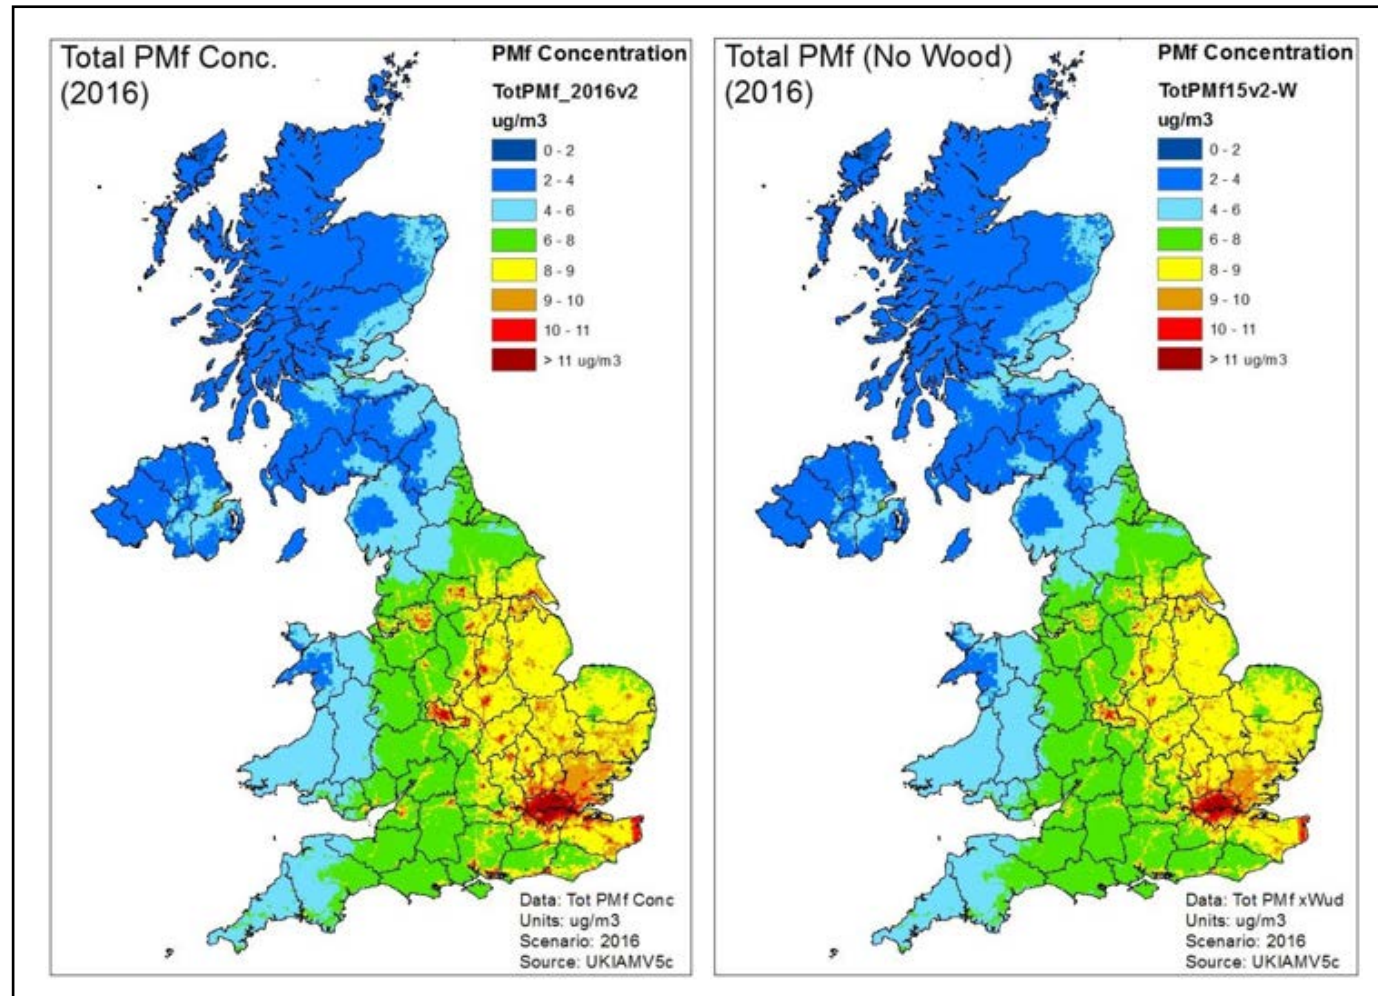 Total PMf Conc.
(2016)
PMf Concentration
TotPMf_2016v2
ug/m3
0 - 2
2 - 4
4 - 6
6 - 8
8 - 9
9 - 10
10 - 11
> 11 ug/m3
Data: Tot PMf Conc
Units: ug/m3
Scenario: 2016
Source: UKIAMV5c
Total PMf (No Wood)
(2016)
PMf Concentration
TotPMf15v2-W
ug/m3
0 - 2
2 - 4
4 - 6
6 - 8
8 - 9
9 - 10
10 - 11
> 11 ug/m3
Data: Tot PMf xWud
Units: ug/m3
Scenario: 2016
Source: UKIAMV5c